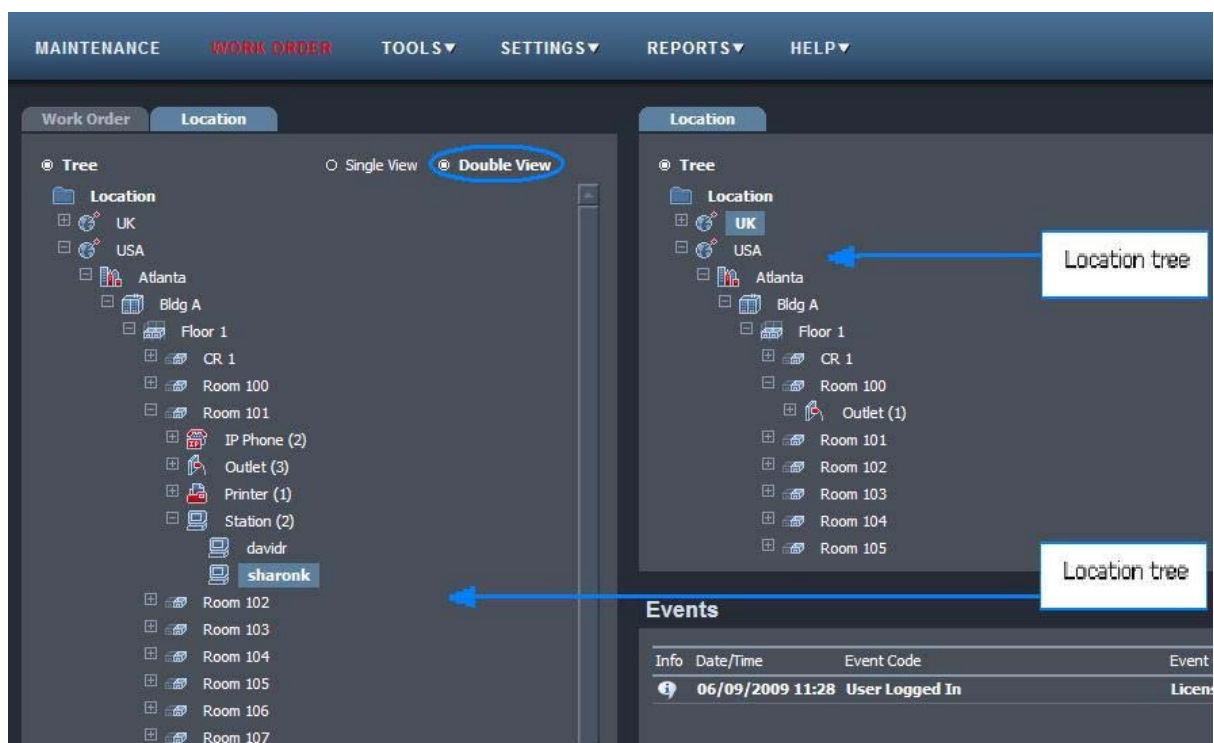 MAINTENANCE WORK ORDER TOOLS▼ SETTINGS▼ REPORTS▼ HELP▼
Work Order Location
Tree Single View Double View
Location
UK
USA
Atlanta
Bldg A
Floor 1
CR 1
Room 100
Room 101
IP Phone (2)
Outlet (3)
Printer (1)
Station (2)
davidr
sharonk
Room 102
Room 103
Room 104
Room 105
Room 106
Room 107
Location
Tree
Location
UK
USA
Atlanta
Bldg A
Floor 1
CR 1
Room 100
Outlet (1)
Room 101
Room 102
Room 103
Room 104
Room 105
Location tree
Location tree
Events
Info Date/Time Event Code Event
06/09/2009 11:28 User Logged In Licens